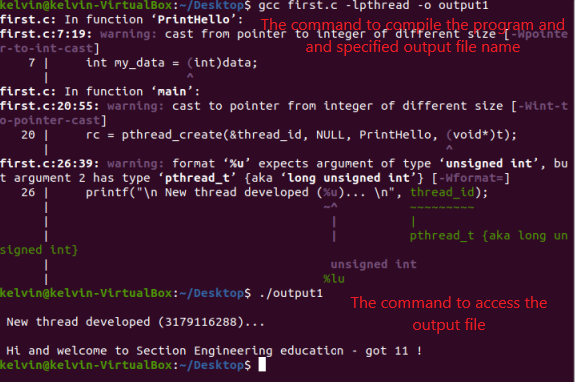 kelvin@kelvin-VirtualBox:~/Desktop$ gcc first.c -lpthread -o output1
first.c: In function ‘PrintHello’:
The command to compile the program and
first.c:7:19: warning: cast from pointer to integer of different size [-Wpointe
and specified output file name
r-to-int-cast]
7 | int my_data = (int)data;
| ^
first.c: In function ‘main’:
first.c:20:55: warning: cast to pointer from integer of different size [-Wint-t
o-pointer-cast]
20 | rc = pthread_create(&thread_id, NULL, PrintHello, (void*)t);
| ^
first.c:26:39: warning: format ‘%u’ expects argument of type ‘unsigned int’, bu
t argument 2 has type ‘pthread_t’ {aka ‘long unsigned int’} [-Wformat=]
26 | printf("\n New thread developed (%u)... \n", thread_id);
| ~^ ~~~~~~~~~
| | |
| | pthread_t {aka long un
signed int}
| unsigned int
| %lu
kelvin@kelvin-VirtualBox:~/Desktop$ ./output1
The command to access the
output file
New thread developed (3179116288)...
Hi and welcome to Section Engineering education - got 11 !
kelvin@kelvin-VirtualBox:~/Desktop$